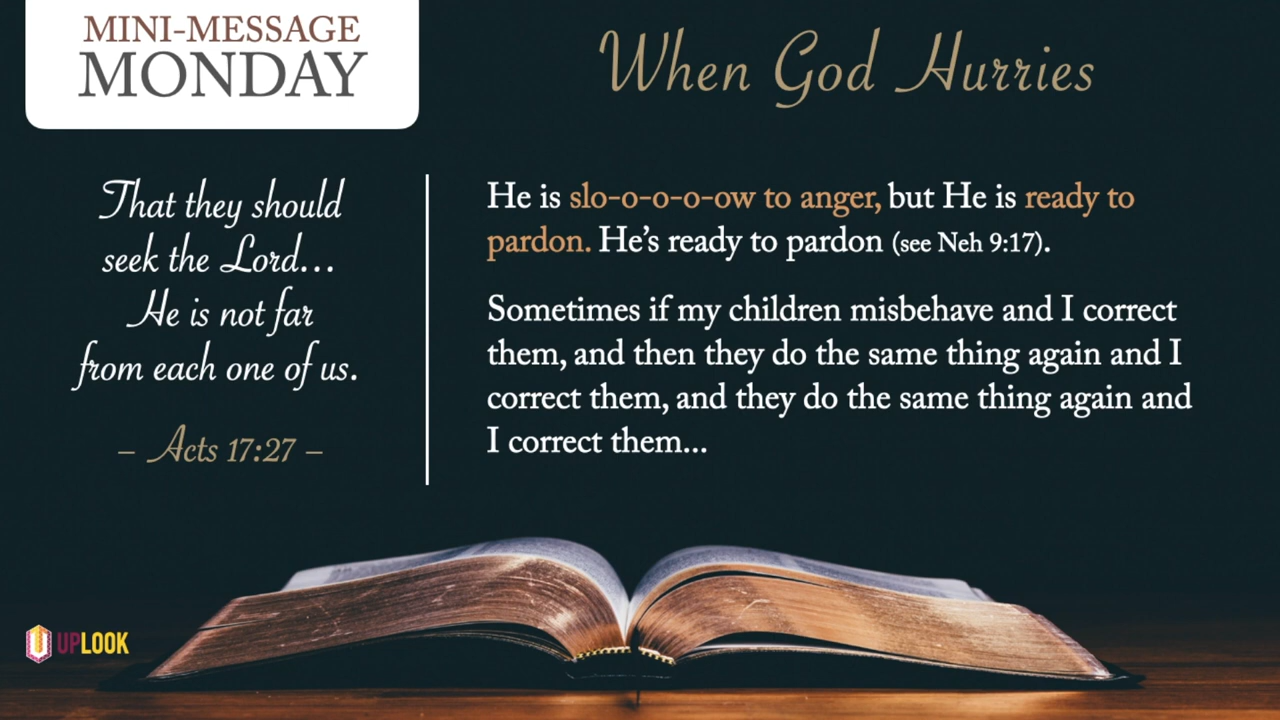 MINI-MESSAGE
MONDAY
When God Hurries
That they should
seek the Lord...
He is not far
from each one of us.
– Acts 17:27 –
He is slo-o-o-o-ow to anger, but He is ready to
pardon. He’s ready to pardon (see Neh 9:17).
Sometimes if my children misbehave and I correct
them, and then they do the same thing again and I
correct them, and they do the same thing again and
I correct them...
UPLOOK